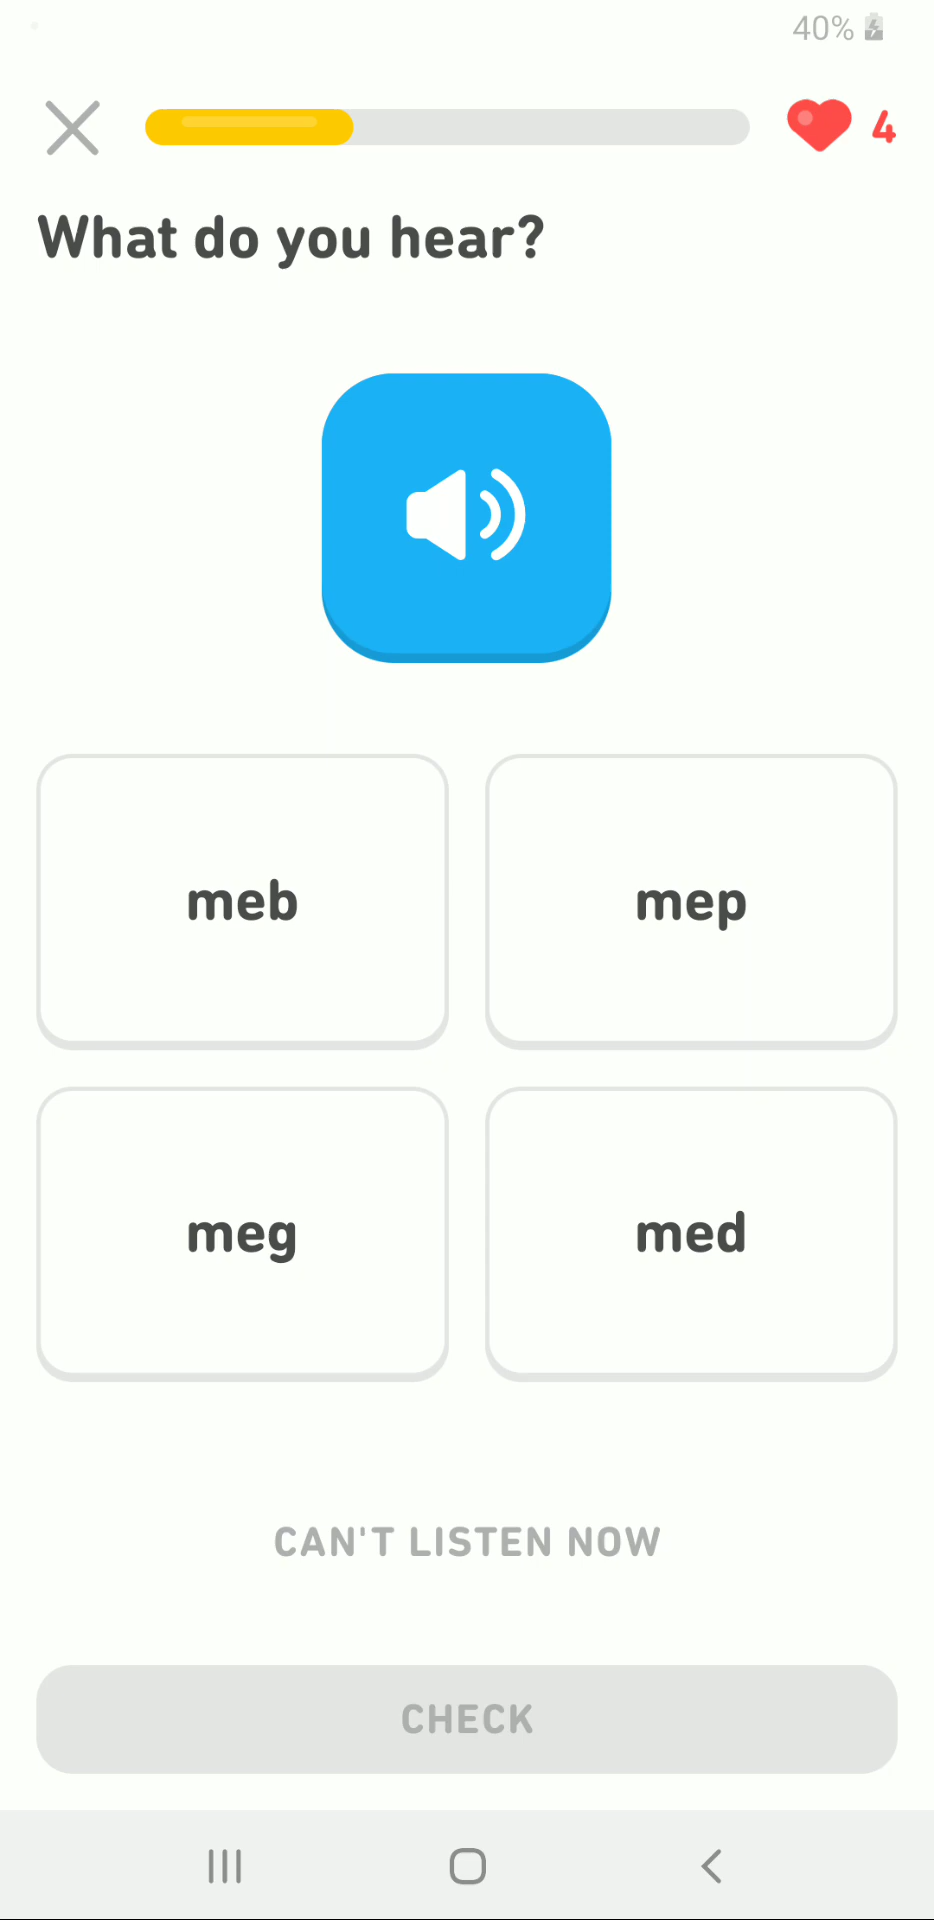 40%
4
What do you hear?
meb
mep
meg
med
CAN'T LISTEN NOW
CHECK